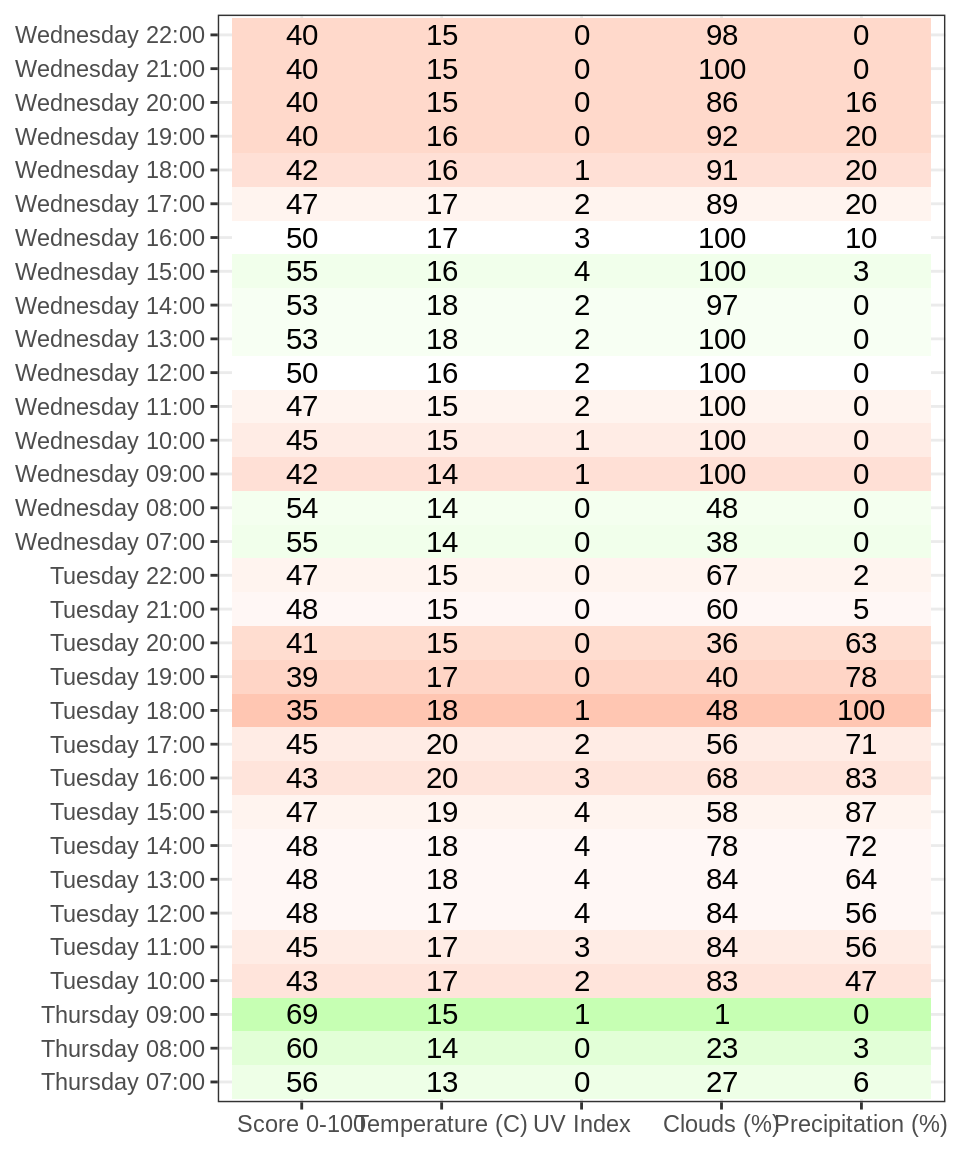 Wednesday 22:00 40 15 0 98 0
Wednesday 21:00 40 15 0 100 0
Wednesday 20:00 40 15 0 86 16
Wednesday 19:00 40 16 0 92 20
Wednesday 18:00 42 16 1 91 20
Wednesday 17:00 47 17 2 89 20
Wednesday 16:00 50 17 3 100 10
Wednesday 15:00 55 16 4 100 3
Wednesday 14:00 53 18 2 97 0
Wednesday 13:00 53 18 2 100 0
Wednesday 12:00 50 16 2 100 0
Wednesday 11:00 47 15 2 100 0
Wednesday 10:00 45 15 1 100 0
Wednesday 09:00 42 14 1 100 0
Wednesday 08:00 54 14 0 48 0
Wednesday 07:00 55 14 0 38 0
Tuesday 22:00 47 15 0 67 2
Tuesday 21:00 48 15 0 60 5
Tuesday 20:00 41 15 0 36 63
Tuesday 19:00 39 17 0 40 78
Tuesday 18:00 35 18 1 48 100
Tuesday 17:00 45 20 2 56 71
Tuesday 16:00 43 20 3 68 83
Tuesday 15:00 47 19 4 58 87
Tuesday 14:00 48 18 4 78 72
Tuesday 13:00 48 18 4 84 64
Tuesday 12:00 48 17 4 84 56
Tuesday 11:00 45 17 3 84 56
Tuesday 10:00 43 17 2 83 47
Thursday 09:00 69 15 1 1 0
Thursday 08:00 60 14 0 23 3
Thursday 07:00 56 13 0 27 6
Score 0-100 Temperature (C) UV Index Clouds (%) Precipitation (%)